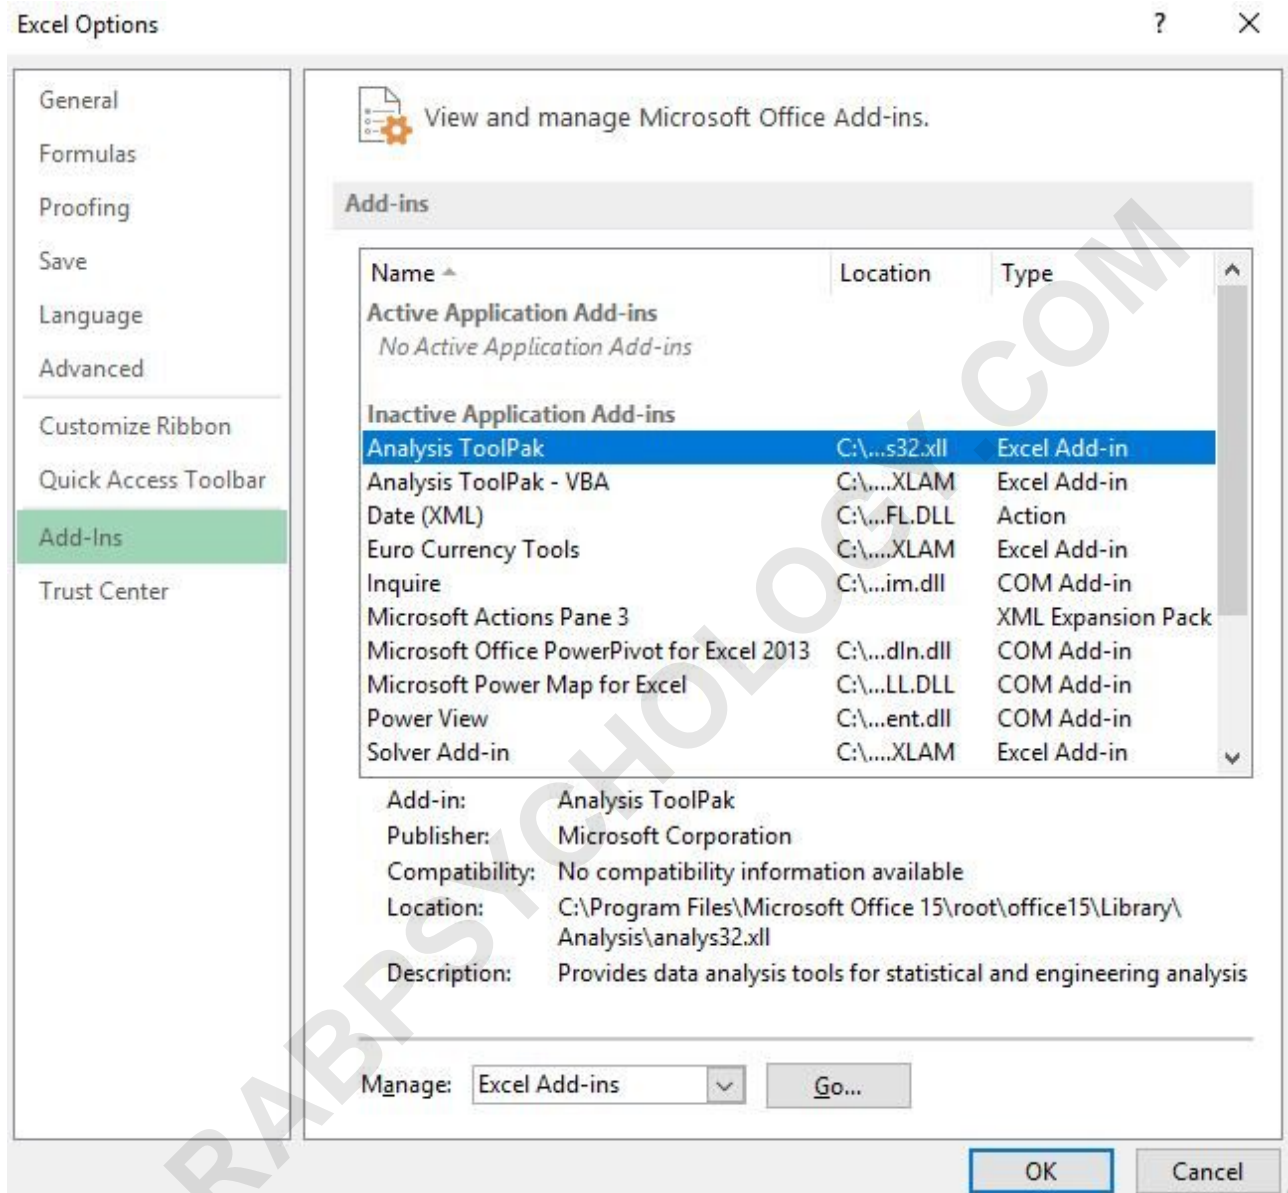 Excel Options
?
General
Formulas
Proofing
Save
Language
Advanced
Customize Ribbon
Quick Access Toolbar
Add-Ins
Trust Center
View and manage Microsoft Office Add-ins.
Add-ins
Name Location Type
Active Application Add-ins
No Active Application Add-ins
Inactive Application Add-ins
Analysis ToolPak C:\...s32.xll Excel Add-in
Analysis ToolPak - VBA C:\....XLAM Excel Add-in
Date (XML) C:\...FL.DLL Action
Euro Currency Tools C:\....XLAM Excel Add-in
Inquire C:\...im.dll COM Add-in
Microsoft Actions Pane 3 XML Expansion Pack
Microsoft Office PowerPivot for Excel 2013 C:\...dln.dll COM Add-in
Microsoft Power Map for Excel C:\...LL.DLL COM Add-in
Power View C:\...ent.dll COM Add-in
Solver Add-in C:\....XLAM Excel Add-in
Add-in: Analysis ToolPak
Publisher: Microsoft Corporation
Compatibility: No compatibility information available
Location: C:\Program Files\Microsoft Office 15\root\office15\Library\
Analysis\analys32.xll
Description: Provides data analysis tools for statistical and engineering analysis
Manage: Excel Add-ins Go...
OK Cancel
RABPSYCHOLOGY.COM